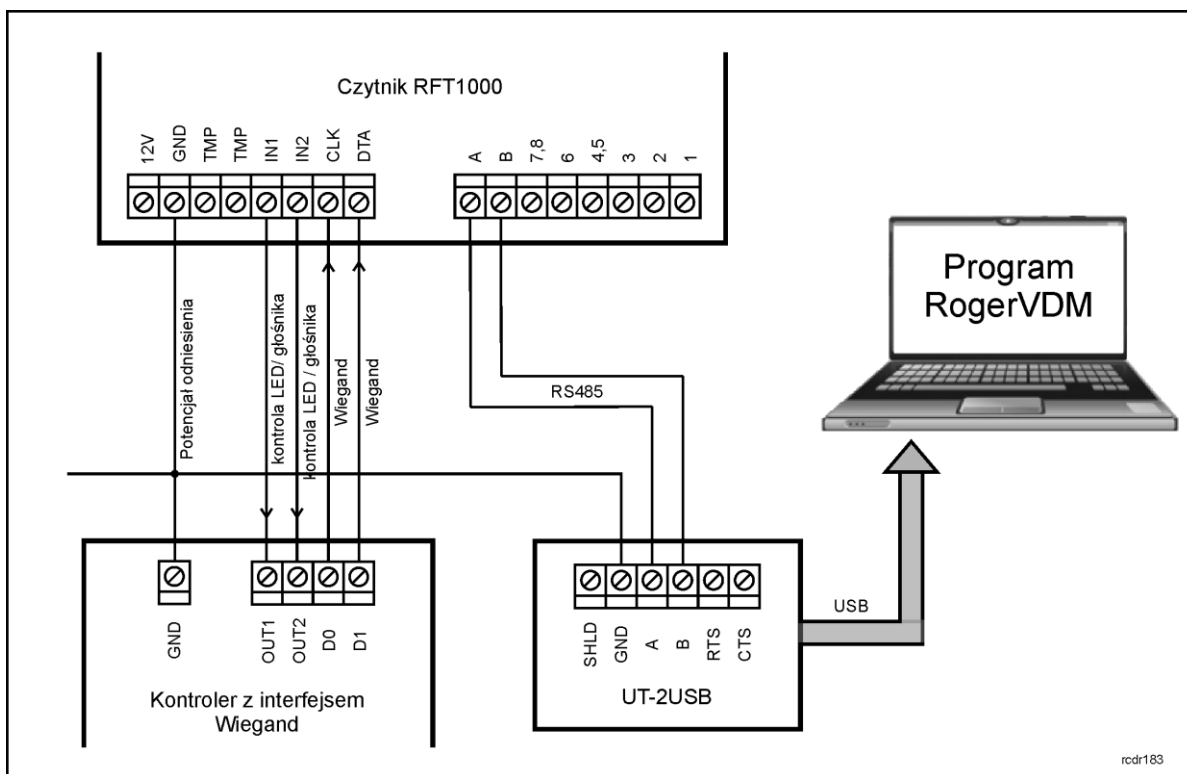 Czytnik RFT1000
12V
GND
TMP
TMP
IN1
IN2
CLK
DTA
A
B
7,8
6
4,5
3
2
1
Program
RogerVDM
Potencjał odniesienia
kontrola LED/ głośnika
kontrola LED / głośnika
Wiegand
Wiegand
RS485
GND
OUT1
OUT2
D0
D1
Kontroler z interfejsem
Wiegand
SHLD
GND
A
B
RTS
CTS
UT-2USB
USB
rcdr183